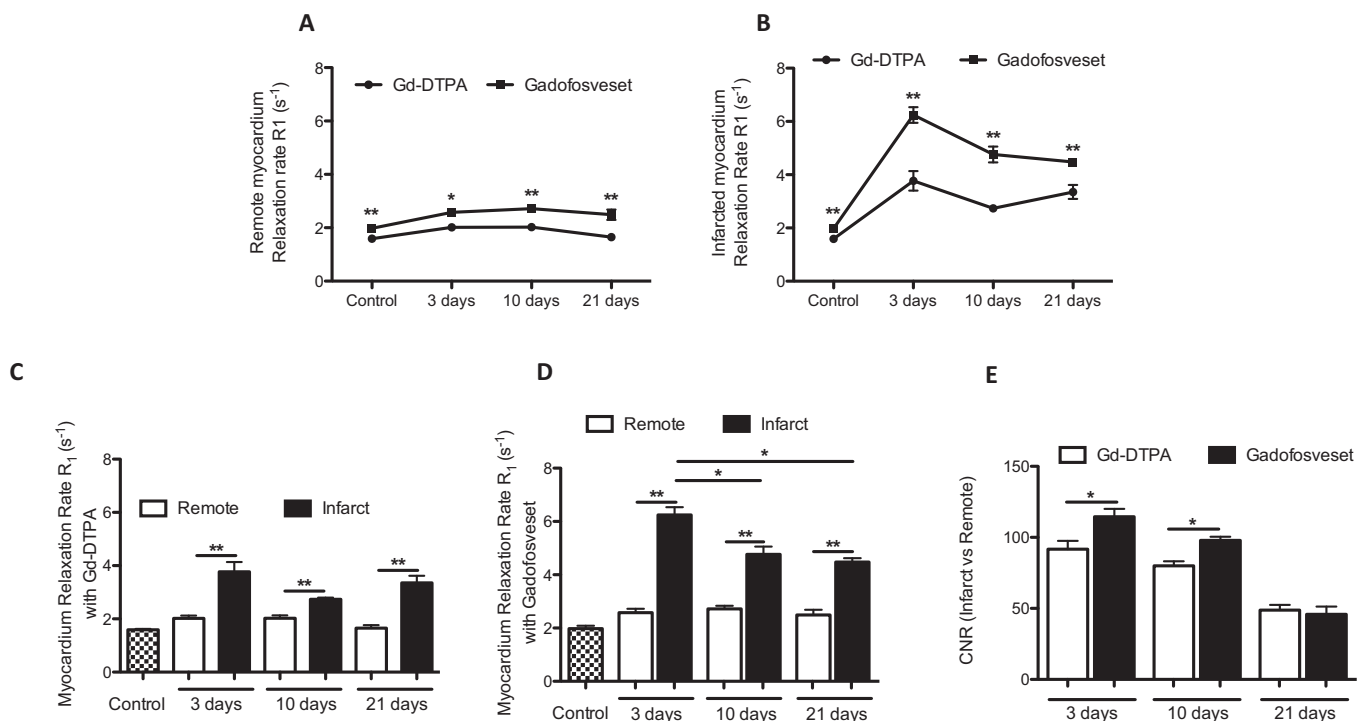 A
Gd-DTPA
Gadofosveset
Remote myocardium
Relaxation rate R1 (s-1)
8
6
4
2
0
*
**
**
**
Control
3 days
10 days
21 days
B
Gd-DTPA
Gadofosveset
Infarcted myocardium
Relaxation Rate R1 (s-1)
8
6
4
2
0
**
**
**
**
Control
3 days
10 days
21 days
C
Remote
Infarct
Myocardium Relaxation Rate R1 (s-1)
with Gd-DTPA
8
6
4
2
0
**
**
**
Control
3 days
10 days
21 days
D
Remote
Infarct
Myocardium Relaxation Rate R1 (s-1)
with Gadofosveset
8
6
4
2
0
*
*
**
**
**
Control
3 days
10 days
21 days
E
Gd-DTPA
Gadofosveset
CNR (Infarct vs Remote)
150
100
50
0
*
*
3 days
10 days
21 days